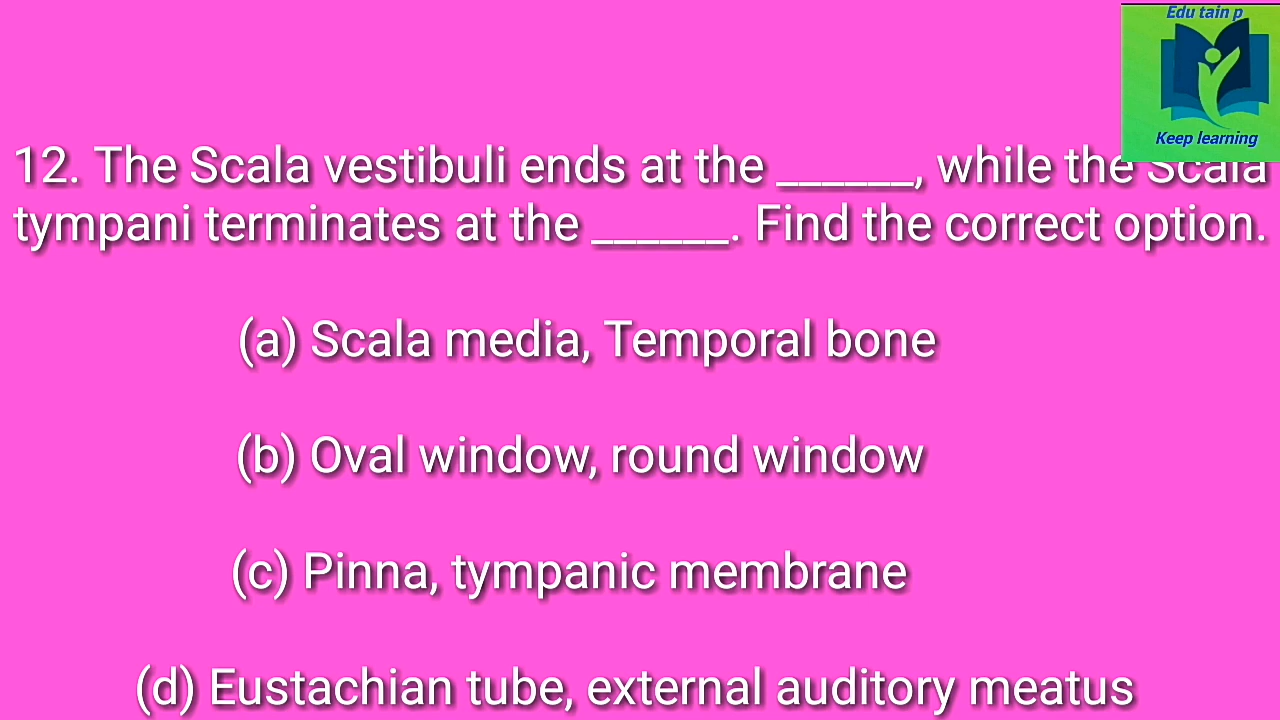 Edu tain p
Keep learning
12. The Scala vestibuli ends at the ______, while the Scala
tympani terminates at the ______. Find the correct option.
(a) Scala media, Temporal bone
(b) Oval window, round window
(c) Pinna, tympanic membrane
(d) Eustachian tube, external auditory meatus